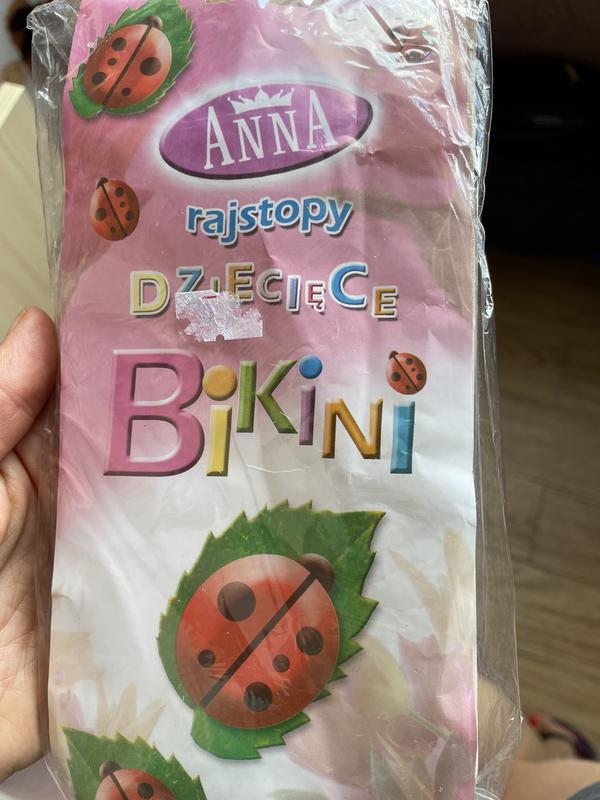 ANNA
rajstopy
DZIECIĘCE
BiKiNi